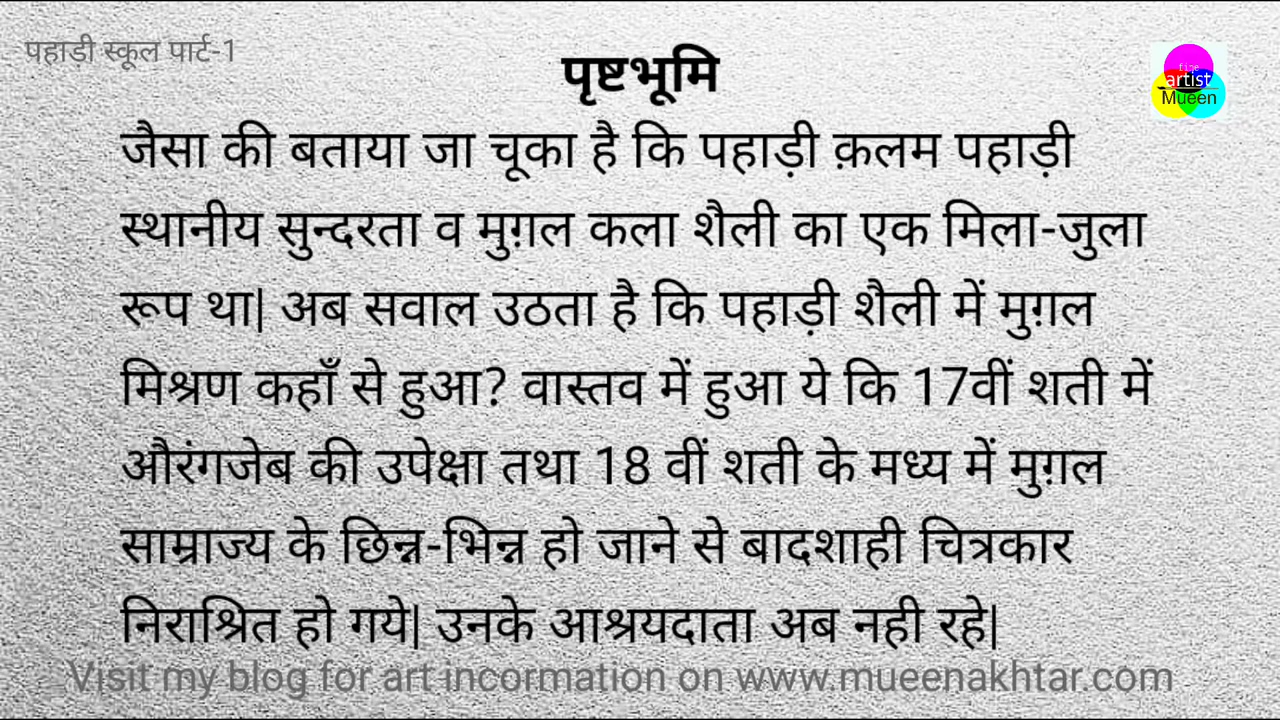 पहाड़ी स्कूल पार्ट-1
पृष्टभूमि
artist
Mueen
जैसा की बताया जा चूका है कि पहाड़ी क़लम पहाड़ी
स्थानीय सुन्दरता व मुग़ल कला शैली का एक मिला-जुला
रूप था| अब सवाल उठता है कि पहाड़ी शैली में मुग़ल
मिश्रण कहाँ से हुआ? वास्तव में हुआ ये कि 17वीं शती में
औरंगजेब की उपेक्षा तथा 18 वीं शती के मध्य में मुग़ल
साम्राज्य के छिन्न-भिन्न हो जाने से बादशाही चित्रकार
निराश्रित हो गये| उनके आश्रयदाता अब नही रहे|
Visit my blog for art incormation on www.mueenakhtar.com